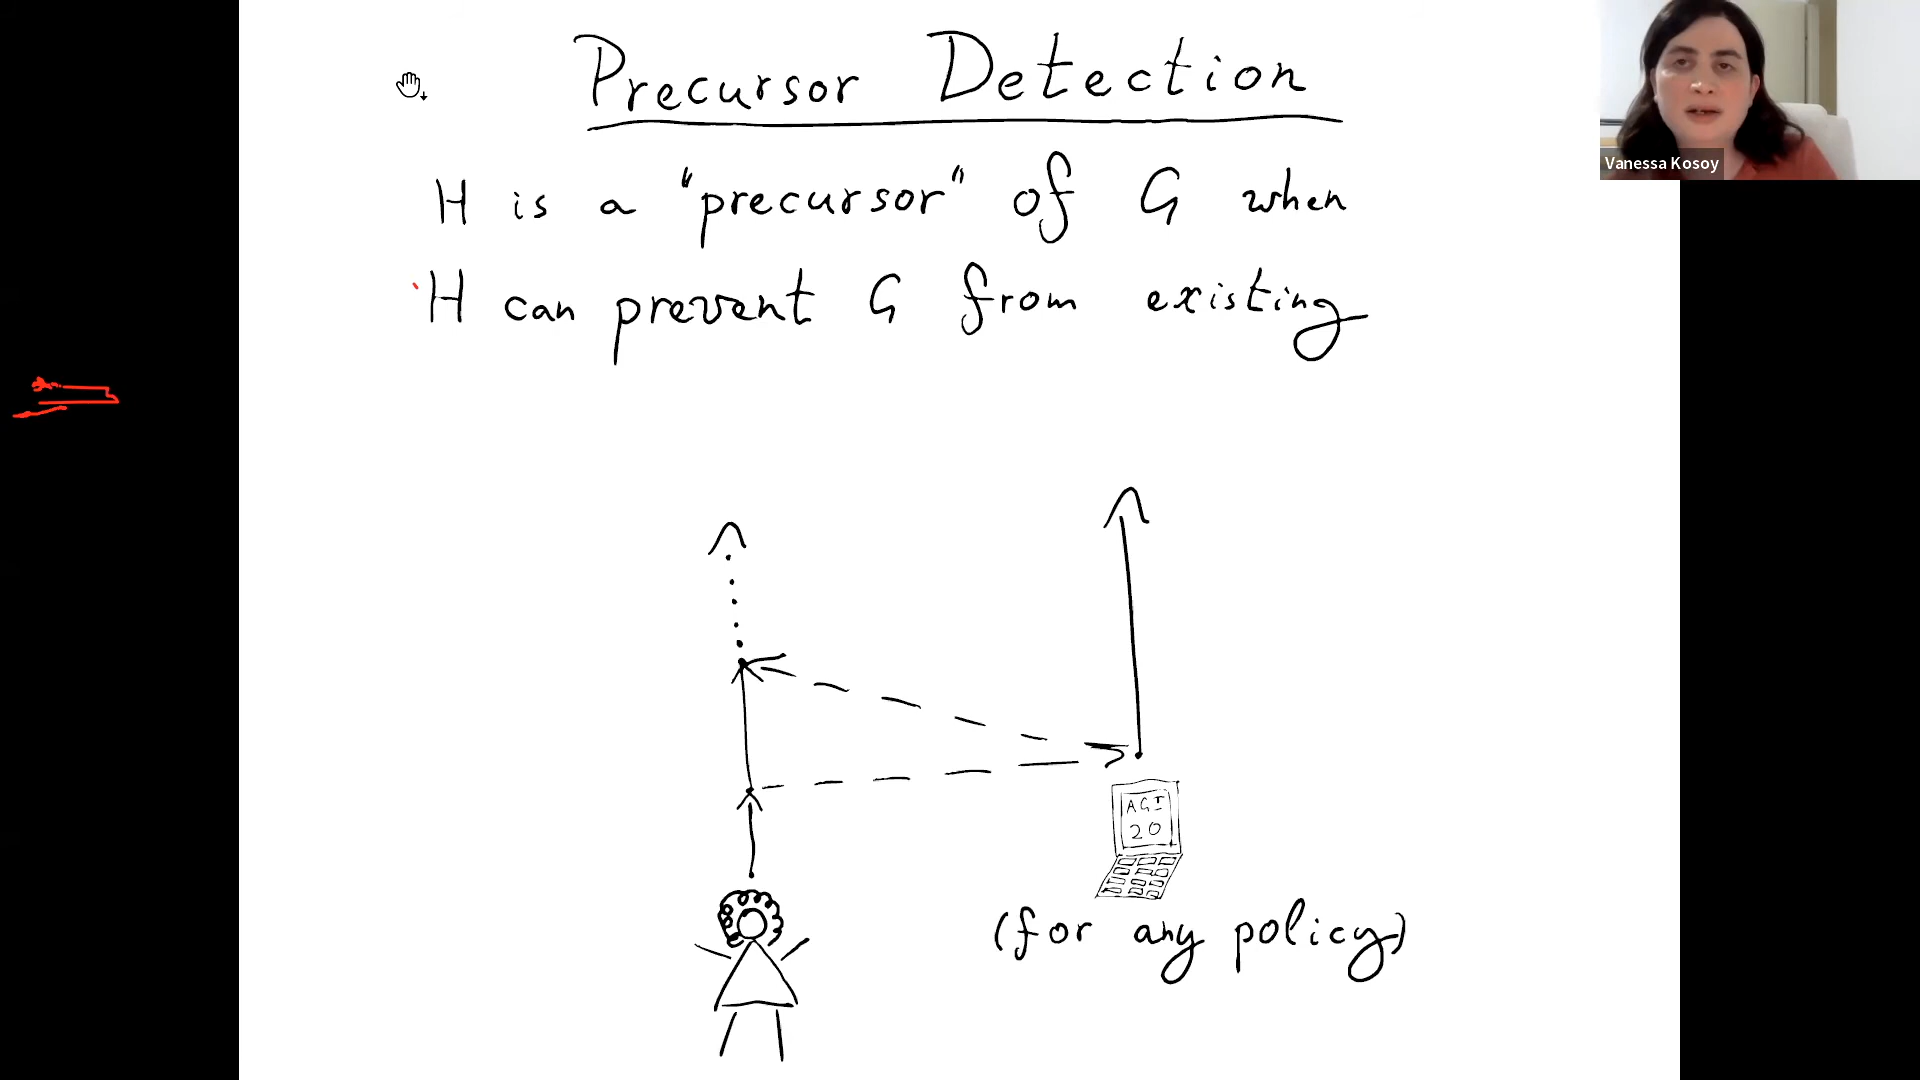 Precursor Detection
Vanessa Kosoy
H is a "precursor" of G when
H can prevent G from existing
AGI
20
(for any policy)